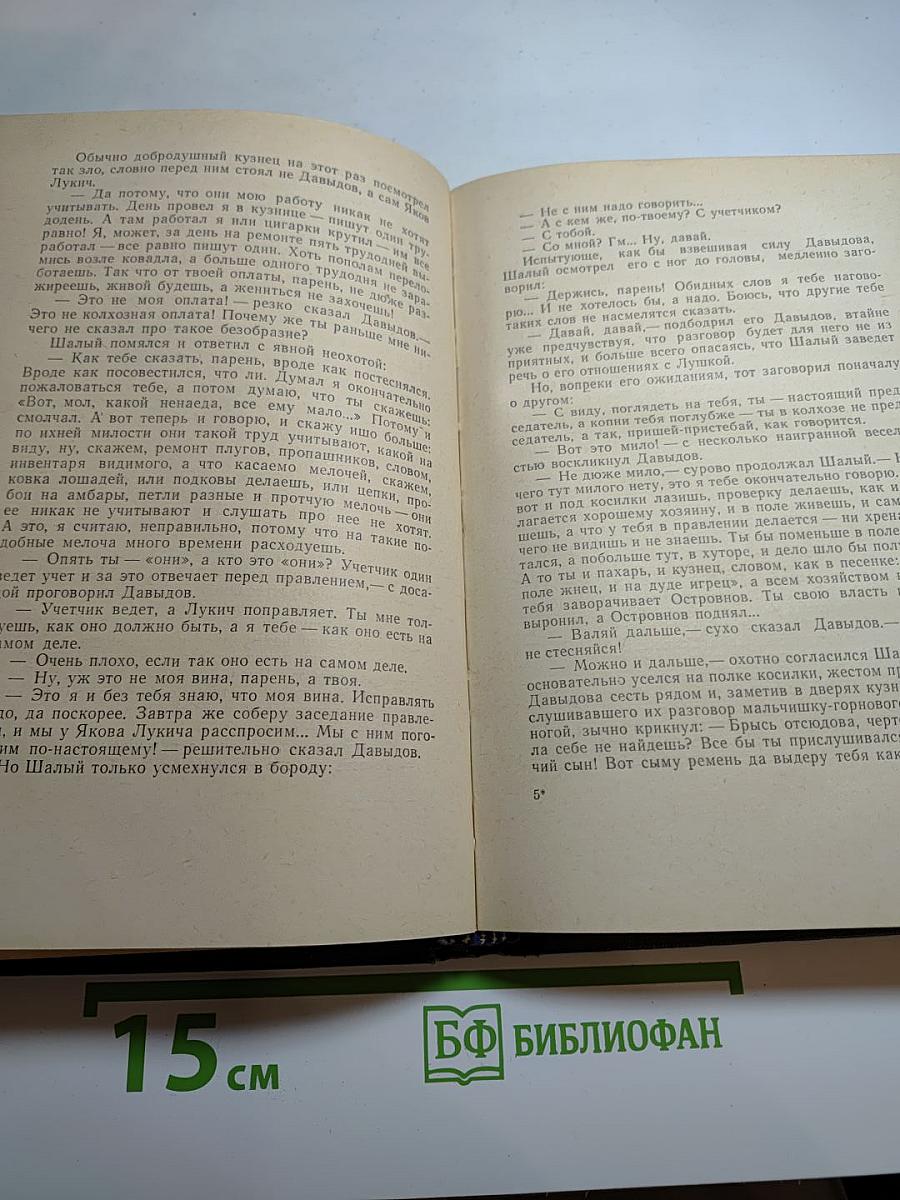 Обычно добродушный кузнец на этот раз посмотрел
так зло, словно перед ним стоял не Давыдов, а сам Яков
Лукич.
— Да потому, что они мою работу никак не хотят
учитывать. День провел я в кузнице — пишут один тру-
додень. А там работал я или цигарки крутил — им все
равно! Я, может, за день на ремонте пять трудодней вы-
работал — все равно пишут один. Хоть пополам перело-
мись возле ковадла, а больше одного трудодня не зара-
ботаешь. Так что от твоей оплаты, парень, не дюже раз-
жиреешь, живой будешь, а жениться не захочешь!
— Это не моя оплата! — резко сказал Давыдов.—
Это не колхозная оплата! Почему же ты раньше мне ни-
чего не сказал про такое безобразие?
Шалый помялся и ответил с явной неохотой:
— Как тебе сказать, парень, вроде как постеснялся.
Вроде как посовестился, что ли. Думал я окончательно
пожаловаться тебе, а потом думаю, что ты скажешь:
«Вот, мол, какой ненаеда, все ему мало...» Потому и
смолчал. А вот теперь и говорю, и скажу ишо больше:
по ихней милости они такой труд учитывают, какой на
виду, ну, скажем, ремонт плугов, пропашников, словом,
инвентаря видимого, а что касаемо мелочей, скажем,
ковка лошадей, или подковы делаешь, или цепки, про-
бои на амбары, петли разные и протчую мелочь — они
ее никак не учитывают и слушать про нее не хотят.
А это, я считаю, неправильно, потому что на такие по-
добные мелоча много времени расходуешь.
— Опять ты — «они», а кто это «они»? Учетчик один
ведет учет и за это отвечает перед правлением,— с доса-
дой проговорил Давыдов.
— Учетчик ведет, а Лукич поправляет. Ты мне тол-
куешь, как оно должно быть, а я тебе — как оно есть на
самом деле.
— Очень плохо, если так оно есть на самом деле.
— Ну, уж это не моя вина, парень, а твоя.
— Это я и без тебя знаю, что моя вина. Исправлять
до, да поскорее. Завтра же соберу заседание правле-
и, и мы у Якова Лукича расспросим... Мы с ним пого-
им по-настоящему! — решительно сказал Давыдов.
Но Шалый только усмехнулся в бороду:
— Не с ним надо говорить...
— А с кем же, по-твоему? С учетчиком?
— С тобой.
— Со мной? Гм... Ну, давай.
Испытующе, как бы взвешивая силу Давыдова,
Шалый осмотрел его с ног до головы, медленно заго-
ворил:
— Держись, парень! Обидных слов я тебе нагово-
рю... И не хотелось бы, а надо. Боюсь, что другие тебе
таких слов не насмелятся сказать.
— Давай, давай,— подбодрил его Давыдов, втайне
уже предчувствуя, что разговор будет для него не из
приятных, и больше всего опасаясь, что Шалый заведет
речь о его отношениях с Лушкой.
Но, вопреки его ожиданиям, тот заговорил поначалу
о другом:
— С виду, поглядеть на тебя, ты — настоящий пред
седатель, а копни тебя поглубже — ты в колхозе не пред
седатель, а так, пришей-пристебай, как говорится.
— Вот это мило! — с несколько наигранной весел
стью воскликнул Давыдов.
— Не дюже мило,— сурово продолжал Шалый.— Н
чего тут милого нету, это я тебе окончательно говорю.
вот и под косилки лазишь, проверку делаешь, как и
лагается хорошему хозяину, и в поле живешь, и сам
шешь, а что у тебя в правлении делается — ни хрена
чего не видишь и не знаешь. Ты бы поменьше в поле
тался, а побольше тут, в хуторе, и дело шло бы пол
А то ты и пахарь, и кузнец, словом, как в песенке:
поле жнец, и на дуде игрец», а всем хозяйством в
тебя заворачивает Островнов. Ты свою власть и
выронил, а Островнов поднял...
— Валяй дальше,— сухо сказал Давыдов.—
не стесняйся!
— Можно и дальше,— охотно согласился Ша
основательно уселся на полке косилки, жестом пр
Давыдова сесть рядом и, заметив в дверях кузн
слушивавшего их разговор мальчишку-горнового
ногой, зычно крикнул: — Брысь отсюдова, черт
ла себе не найдешь? Все бы ты прислушивалс
чий сын! Вот сыму ремень да выдеру тебя как
5*
15 см
БФ БИБЛИОФАН